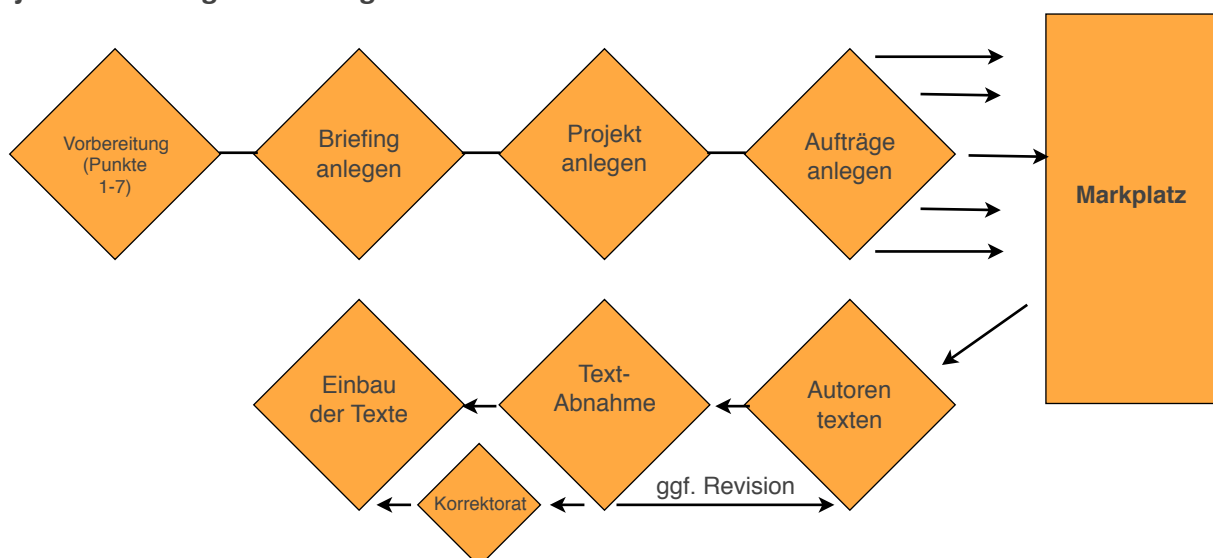 Vorbereitung
(Punkte
1-7)
Briefing
anlegen
Projekt
anlegen
Aufträge
anlegen
Markplatz
Einbau
der Texte
Text-
Abnahme
Autoren
texten
ggf. Revision
Korrektorat